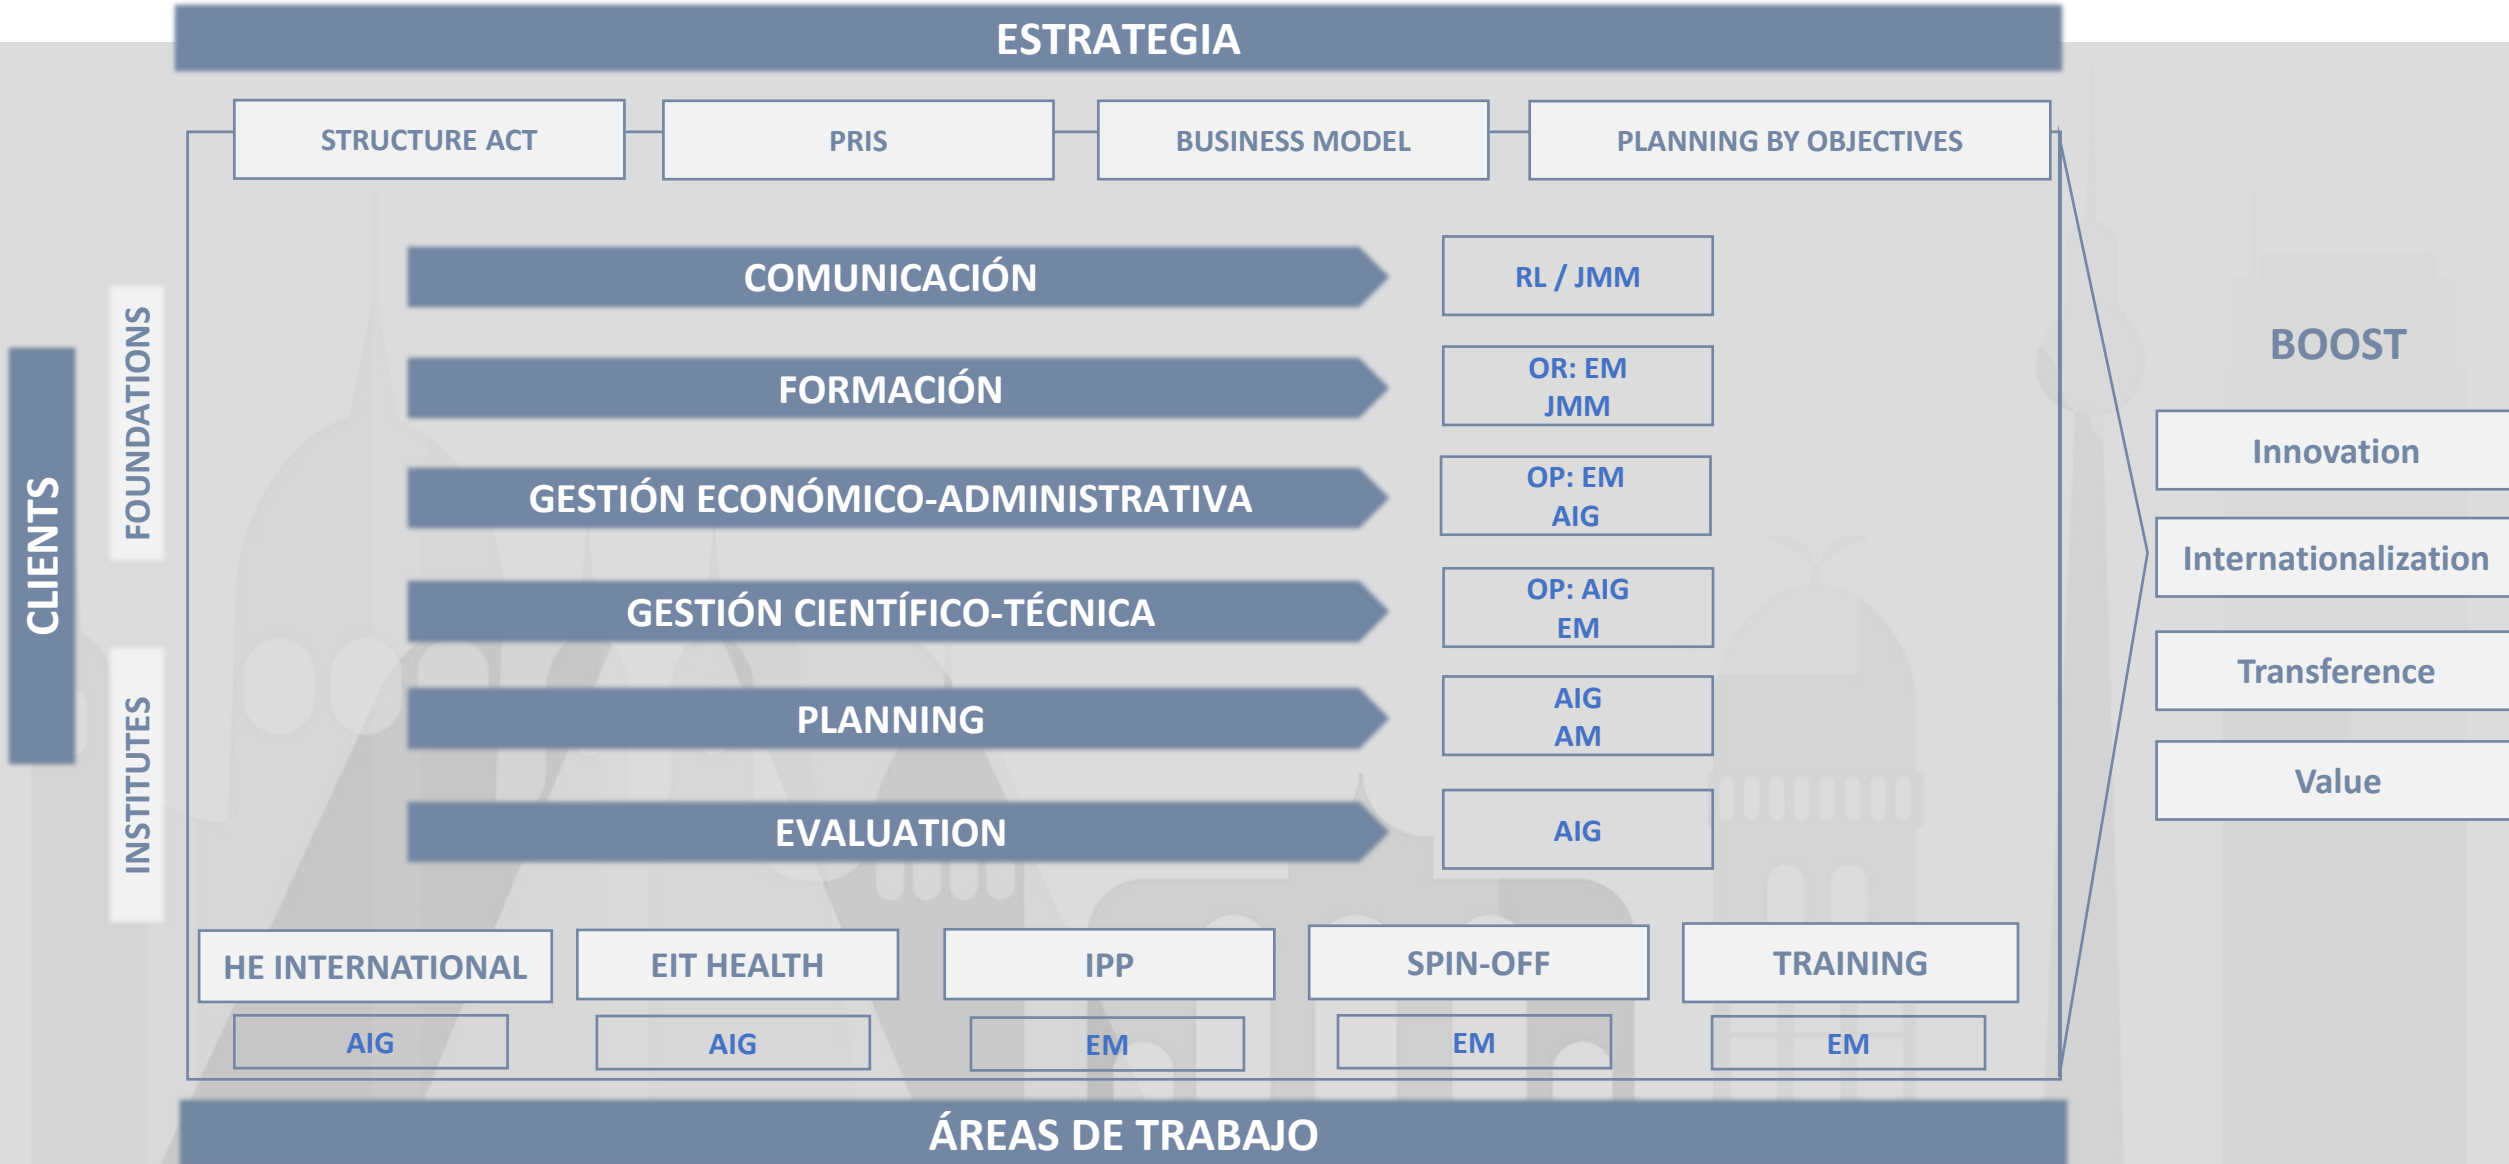 ESTRATEGIA
STRUCTURE ACT
PRIS
BUSINESS MODEL
PLANNING BY OBJECTIVES
CLIENTS
FOUNDATIONS
INSTITUTES
COMUNICACIÓN
RL / JMM
FORMACIÓN
OR: EM
JMM
GESTIÓN ECONÓMICO-ADMINISTRATIVA
OP: EM
AIG
GESTIÓN CIENTÍFICO-TÉCNICA
OP: AIG
EM
PLANNING
AIG
AM
EVALUATION
AIG
HE INTERNATIONAL
EIT HEALTH
IPP
SPIN-OFF
TRAINING
AIG
AIG
EM
EM
EM
BOOST
Innovation
Internationalization
Transference
Value
ÁREAS DE TRABAJO